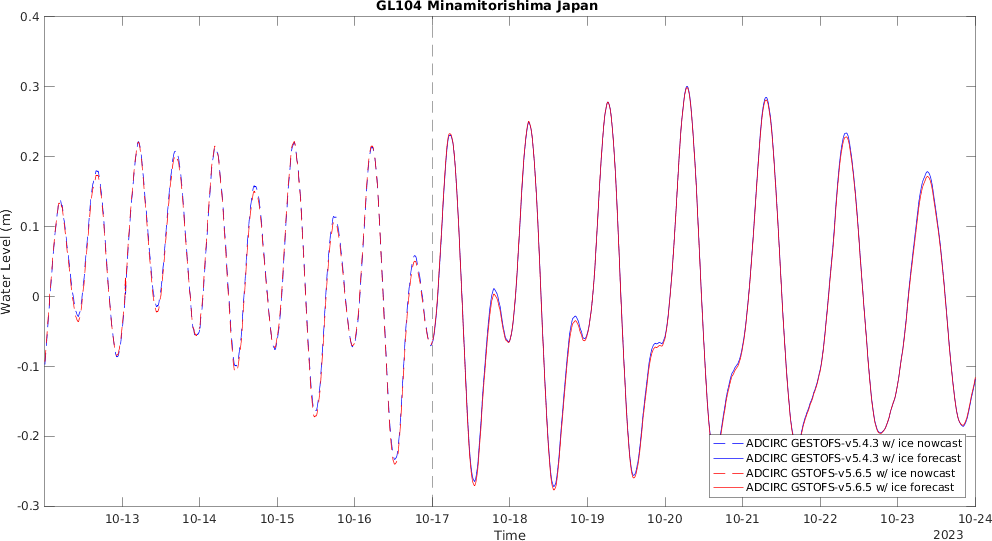 GL104 Minamitorishima Japan
0.4
0.3
0.2
0.1
0
-0.1
-0.2
-0.3
Water Level (m)
ADCIRC GESTOFS-v5.4.3 w/ ice nowcast
ADCIRC GESTOFS-v5.4.3 w/ ice forecast
ADCIRC GSTOFS-v5.6.5 w/ ice nowcast
ADCIRC GSTOFS-v5.6.5 w/ ice forecast
10-13 10-14 10-15 10-16 10-17 10-18 10-19 10-20 10-21 10-22 10-23 10-24
Time
2023